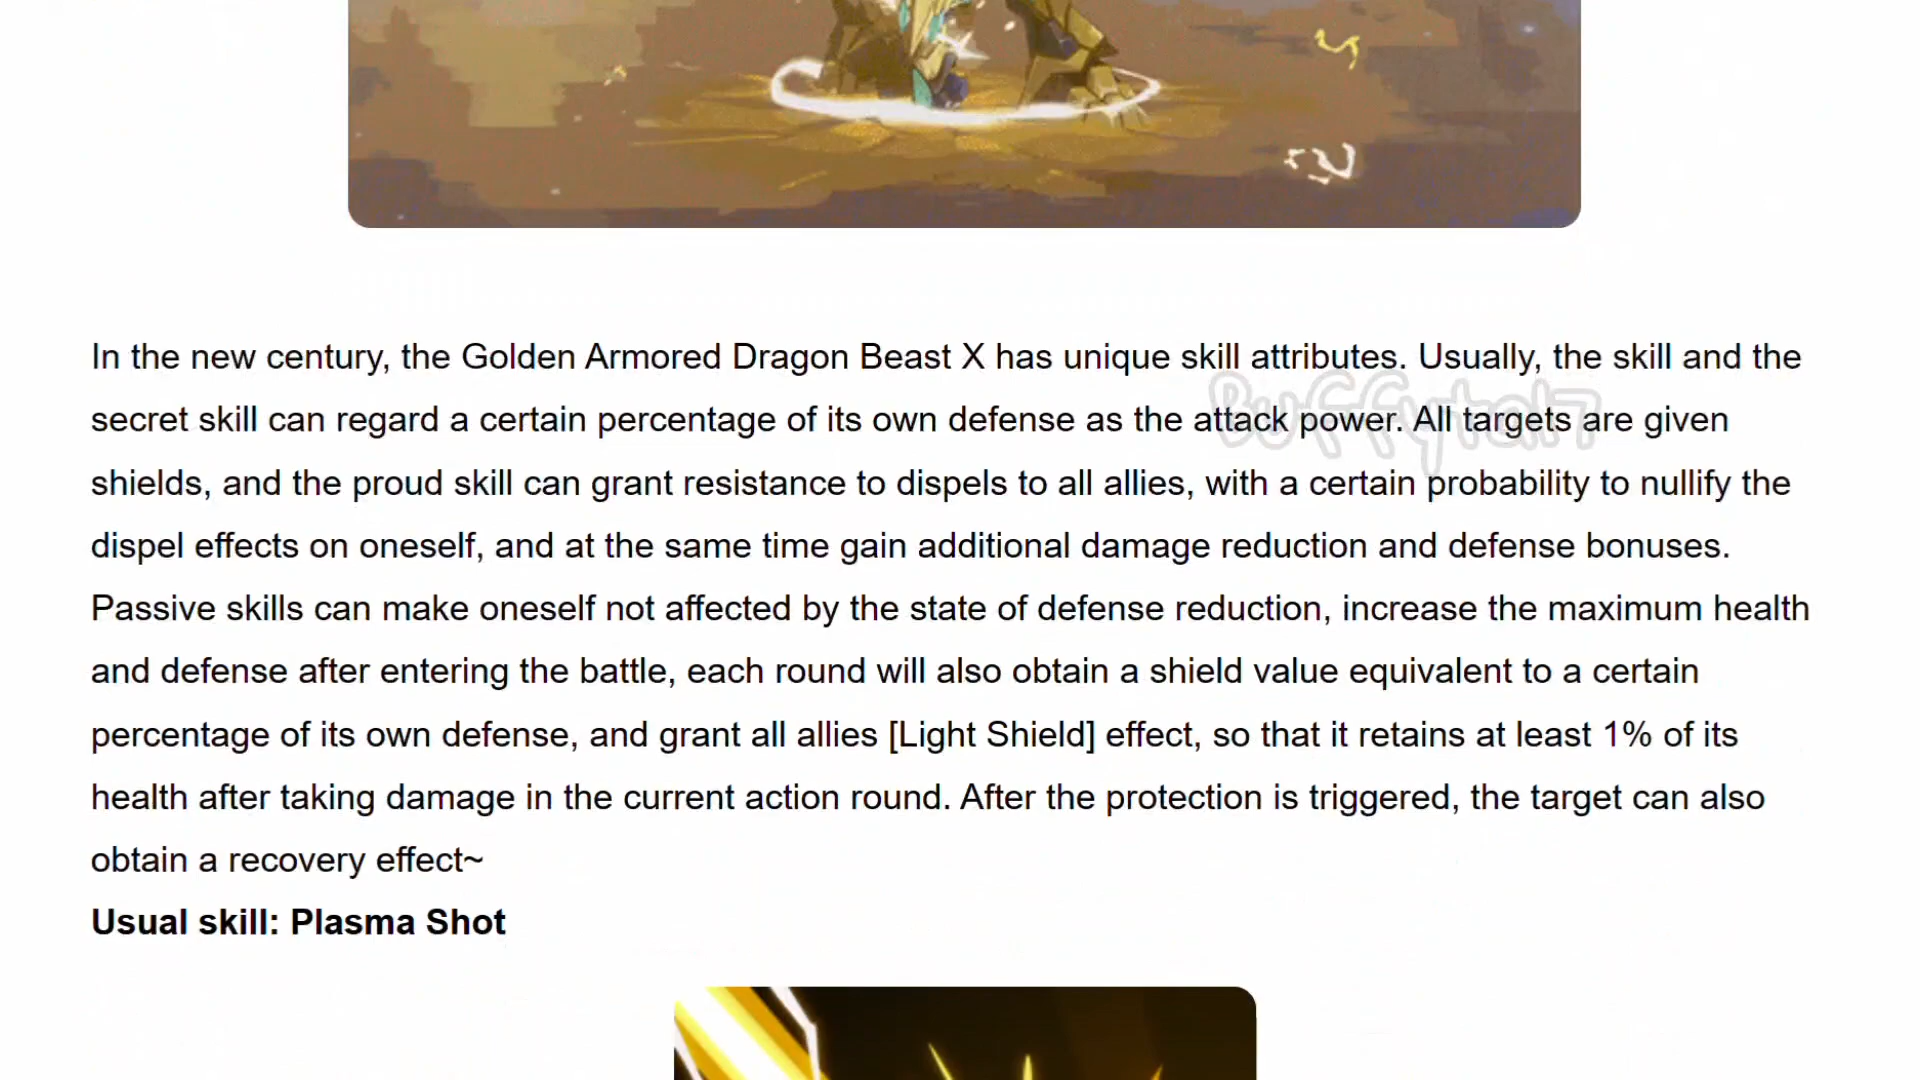 In the new century, the Golden Armored Dragon Beast X has unique skill attributes. Usually, the skill and the
secret skill can regard a certain percentage of its own defense as the attack power. All targets are given
shields, and the proud skill can grant resistance to dispels to all allies, with a certain probability to nullify the
dispel effects on oneself, and at the same time gain additional damage reduction and defense bonuses.
Passive skills can make oneself not affected by the state of defense reduction, increase the maximum health
and defense after entering the battle, each round will also obtain a shield value equivalent to a certain
percentage of its own defense, and grant all allies [Light Shield] effect, so that it retains at least 1% of its
health after taking damage in the current action round. After the protection is triggered, the target can also
obtain a recovery effect~
Usual skill: Plasma Shot